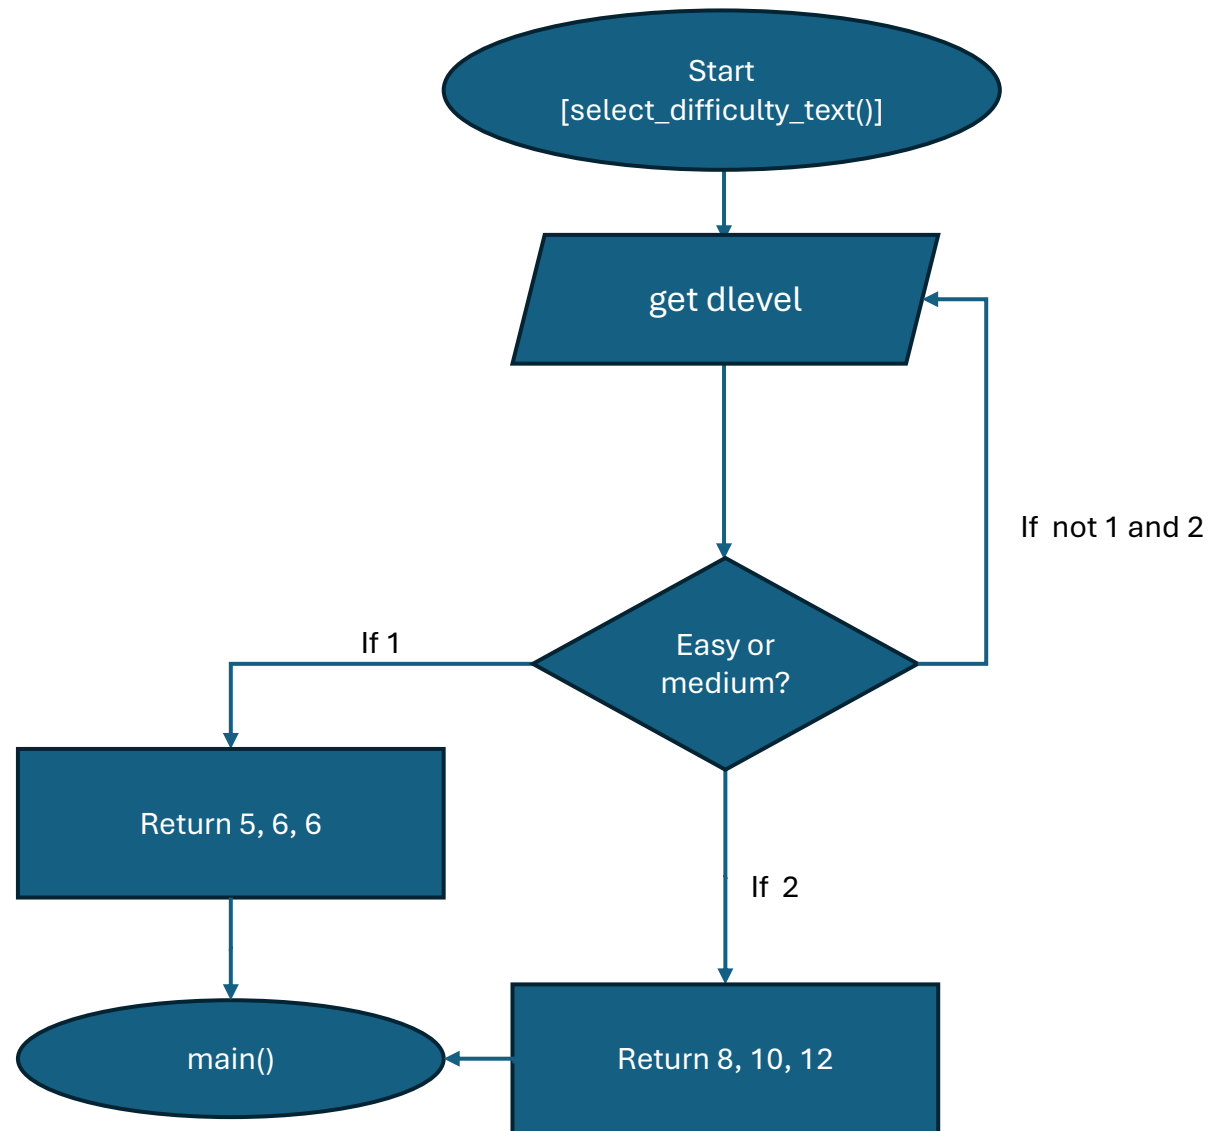 Start
[select_difficulty_text()]
get dlevel
If  not 1 and 2
Easy or
medium?
If 1
Return 5, 6, 6
If  2
main()
Return 8, 10, 12